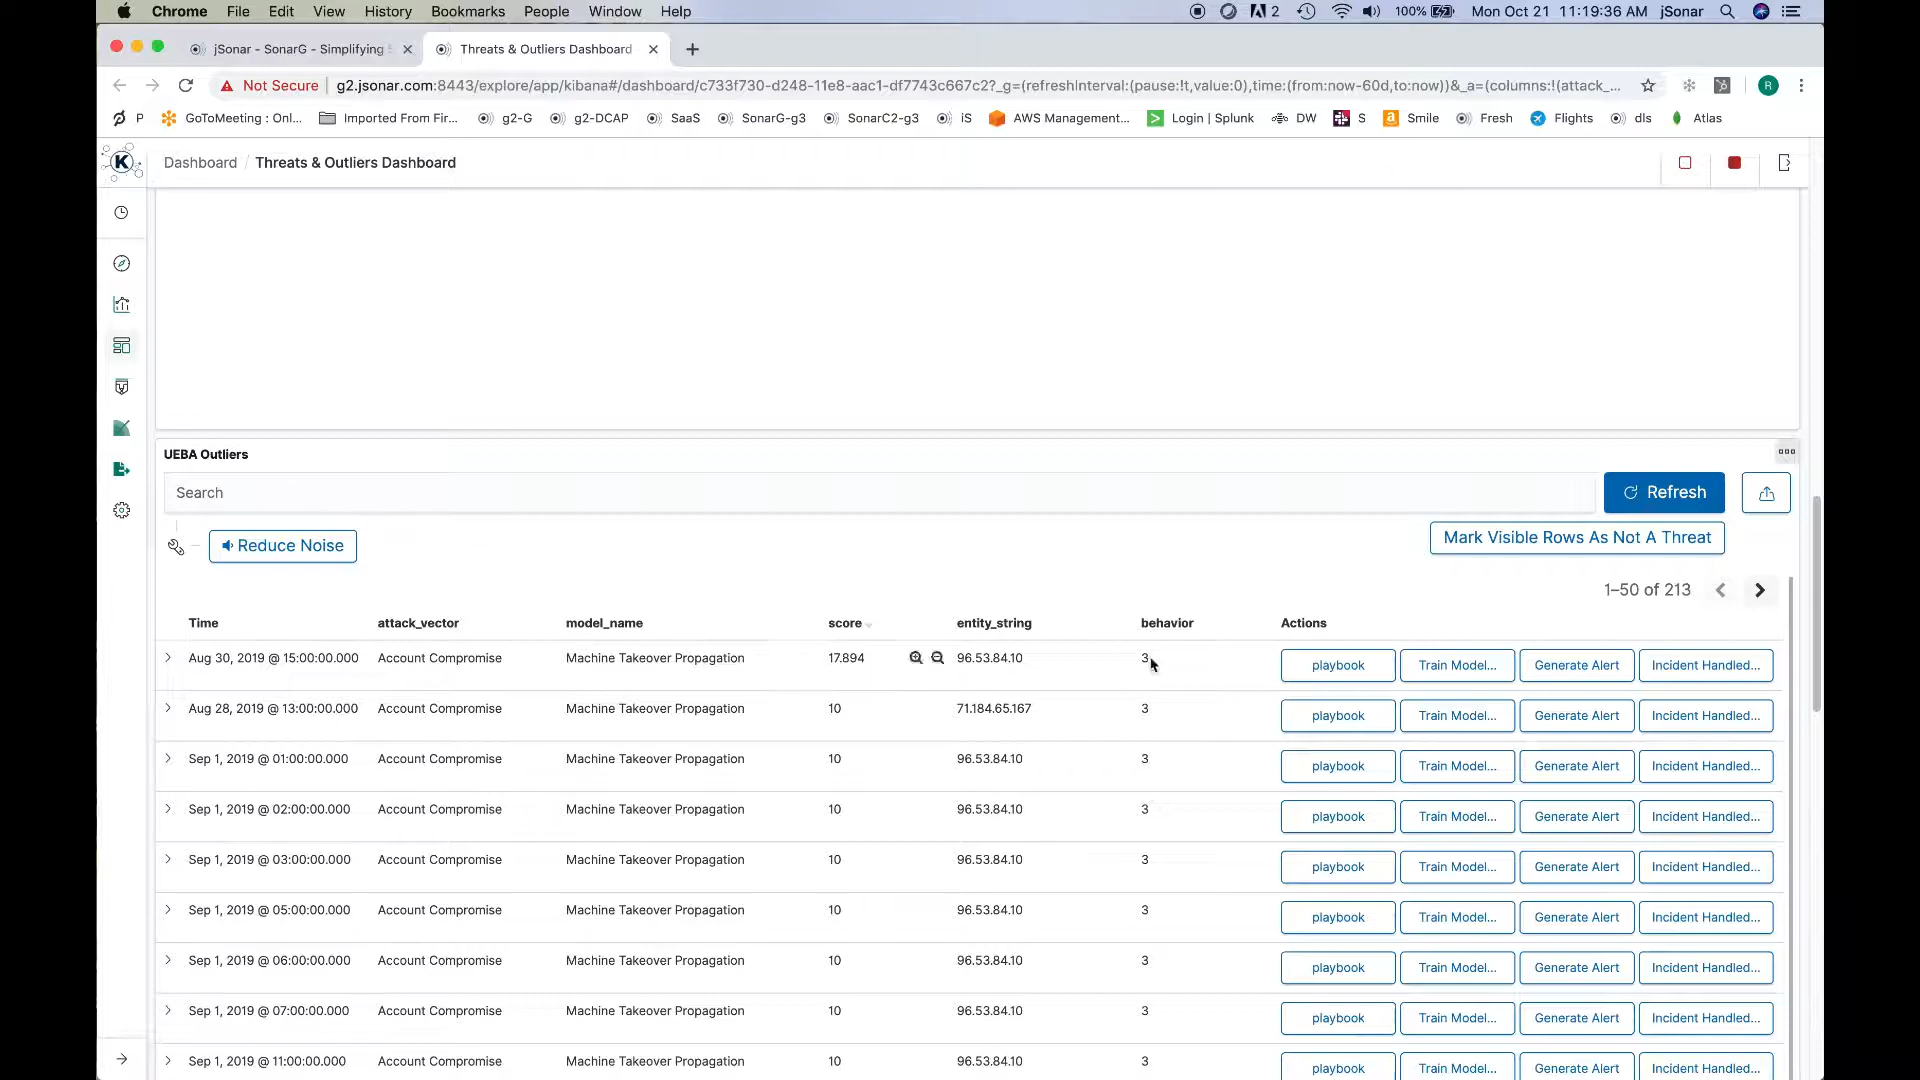 Chrome File Edit View History Bookmarks People Window Help 2 100% Mon Oct 21 11:19:36 AM jSonar
jSonar - SonarG - Simplifying Threats & Outliers Dashboard
Not Secure g2.jsonar.com:8443/explore/app/kibana#/dashboard/c733f730-d248-11e8-aac1-df7743c667c2?_g=(refreshInterval:(pause:!t,value:0),time:(from:now-60d,to:now))&_a=(columns:!(attack_... R
P GoToMeeting : Onl... Imported From Fir... g2-G g2-DCAP SaaS SonarG-g3 SonarC2-g3 iS AWS Management... Login | Splunk DW S Smile Fresh Flights dls Atlas
K Dashboard / Threats & Outliers Dashboard
UEBA Outliers
Search Refresh
Reduce Noise Mark Visible Rows As Not A Threat
1–50 of 213
Time attack_vector model_name score entity_string behavior Actions
Aug 30, 2019 @ 15:00:00.000 Account Compromise Machine Takeover Propagation 17.894 96.53.84.10 3 playbook Train Model... Generate Alert Incident Handled...
Aug 28, 2019 @ 13:00:00.000 Account Compromise Machine Takeover Propagation 10 71.184.65.167 3 playbook Train Model... Generate Alert Incident Handled...
Sep 1, 2019 @ 01:00:00.000 Account Compromise Machine Takeover Propagation 10 96.53.84.10 3 playbook Train Model... Generate Alert Incident Handled...
Sep 1, 2019 @ 02:00:00.000 Account Compromise Machine Takeover Propagation 10 96.53.84.10 3 playbook Train Model... Generate Alert Incident Handled...
Sep 1, 2019 @ 03:00:00.000 Account Compromise Machine Takeover Propagation 10 96.53.84.10 3 playbook Train Model... Generate Alert Incident Handled...
Sep 1, 2019 @ 05:00:00.000 Account Compromise Machine Takeover Propagation 10 96.53.84.10 3 playbook Train Model... Generate Alert Incident Handled...
Sep 1, 2019 @ 06:00:00.000 Account Compromise Machine Takeover Propagation 10 96.53.84.10 3 playbook Train Model... Generate Alert Incident Handled...
Sep 1, 2019 @ 07:00:00.000 Account Compromise Machine Takeover Propagation 10 96.53.84.10 3 playbook Train Model... Generate Alert Incident Handled...
Sep 1, 2019 @ 11:00:00.000 Account Compromise Machine Takeover Propagation 10 96.53.84.10 3 playbook Train Model... Generate Alert Incident Handled...